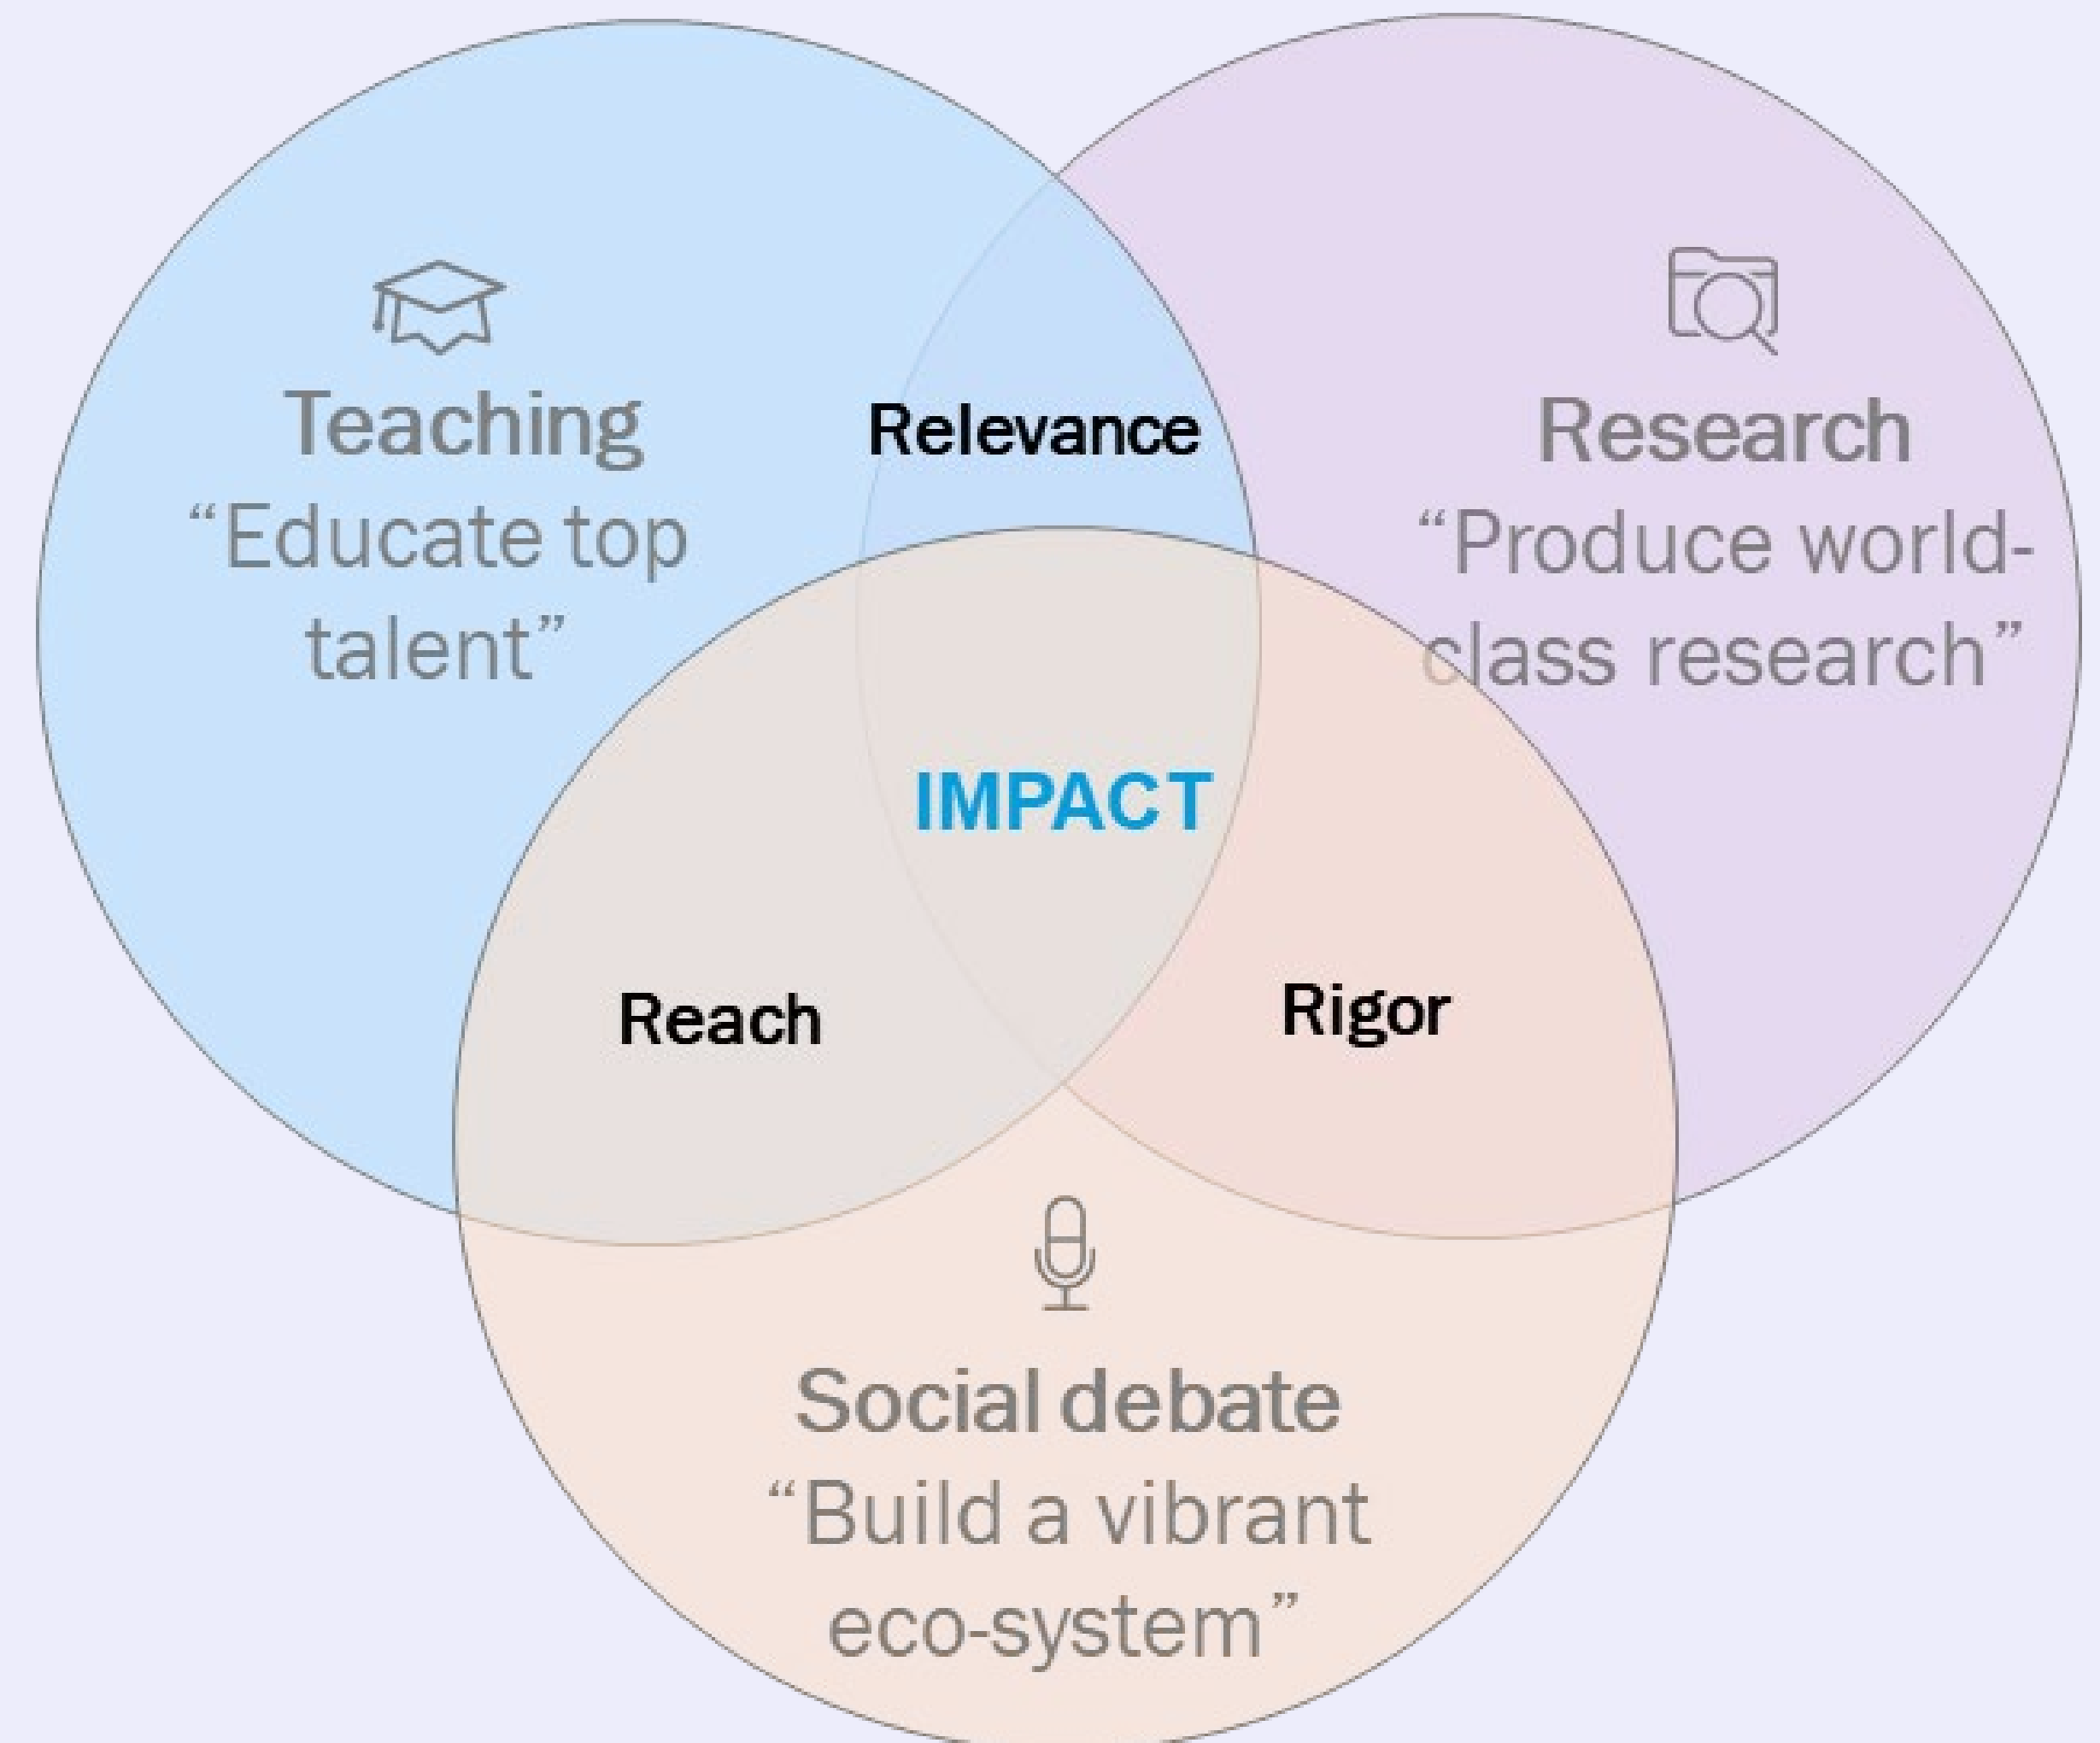 Teaching
“Educate top
talent”
Relevance
Research
“Produce world-
class research”
IMPACT
Reach
Rigor
Social debate
“Build a vibrant
eco-system”